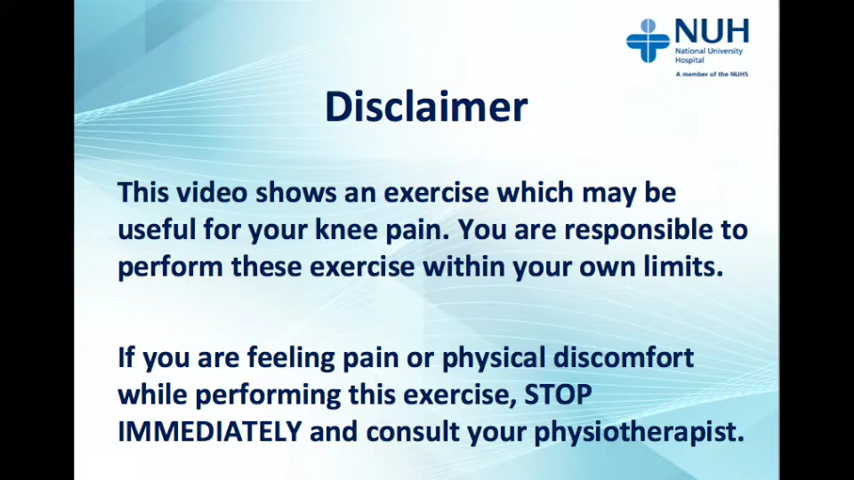 NUH
National University
Hospital
A member of the NUHS
Disclaimer
This video shows an exercise which may be
useful for your knee pain. You are responsible to
perform these exercise within your own limits.
If you are feeling pain or physical discomfort
while performing this exercise, STOP
IMMEDIATELY and consult your physiotherapist.